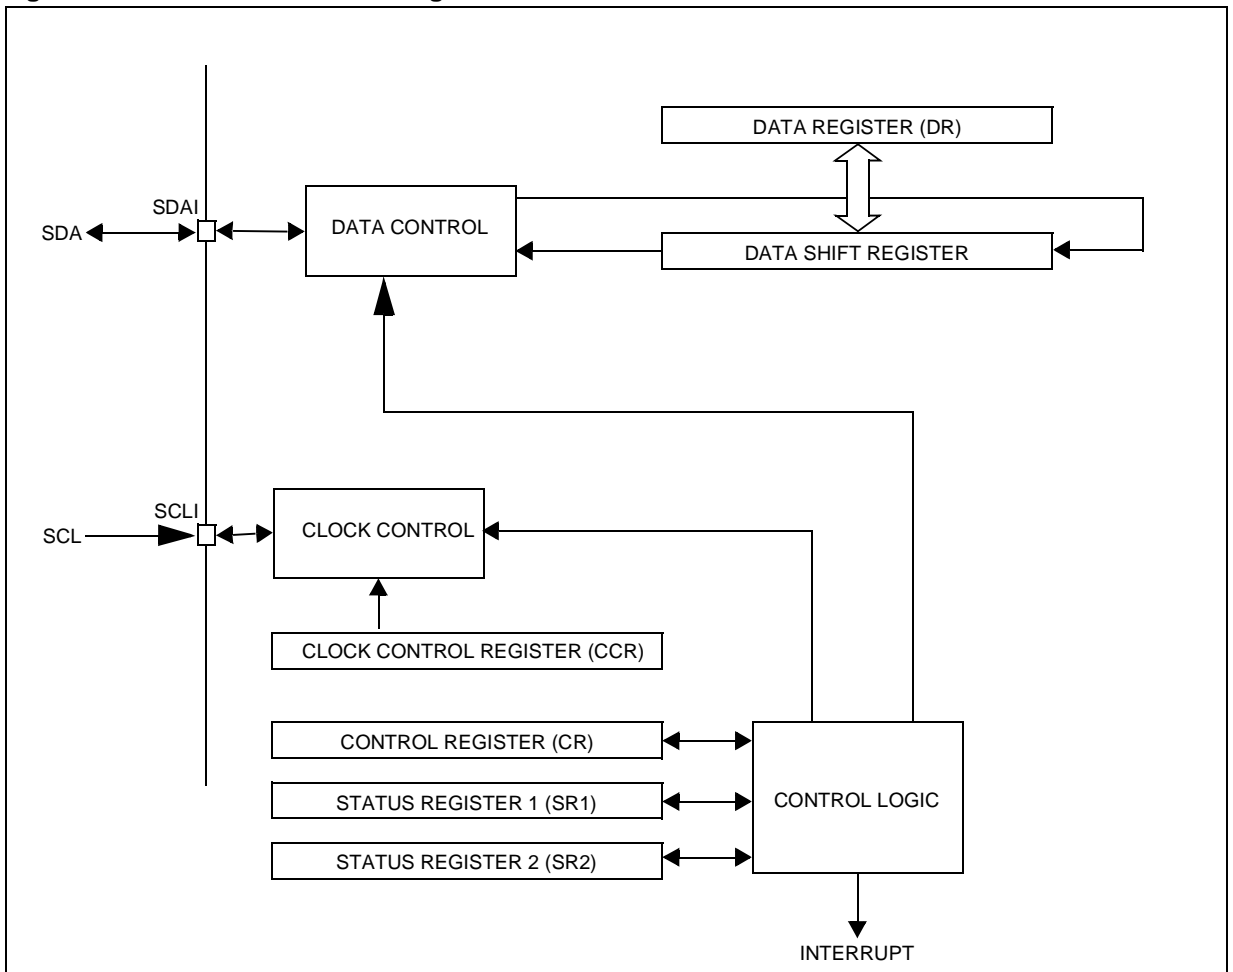 DATA REGISTER (DR)
SDAI
SDA
DATA CONTROL
DATA SHIFT REGISTER
SCLI
SCL
CLOCK CONTROL
CLOCK CONTROL REGISTER (CCR)
CONTROL REGISTER (CR)
STATUS REGISTER 1 (SR1)
CONTROL LOGIC
STATUS REGISTER 2 (SR2)
INTERRUPT